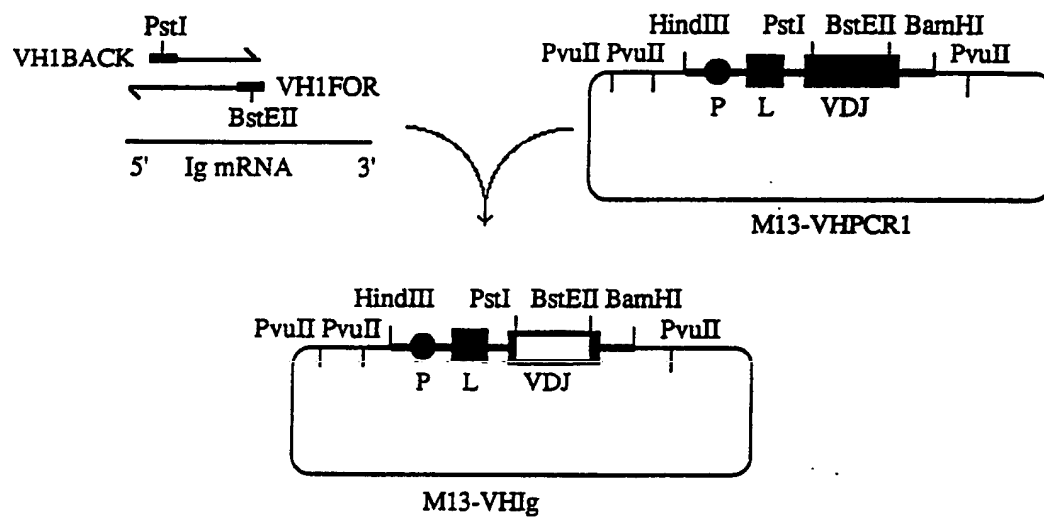 PstI
VH1BACK
VH1FOR
BstEII
5' Ig mRNA 3'
HindIII PstI BstEII BamHI
PvuII PvuII PvuII
P L VDJ
M13-VHPCR1
HindIII PstI BstEII BamHI
PvuII PvuII PvuII
P L VDJ
M13-VHIg